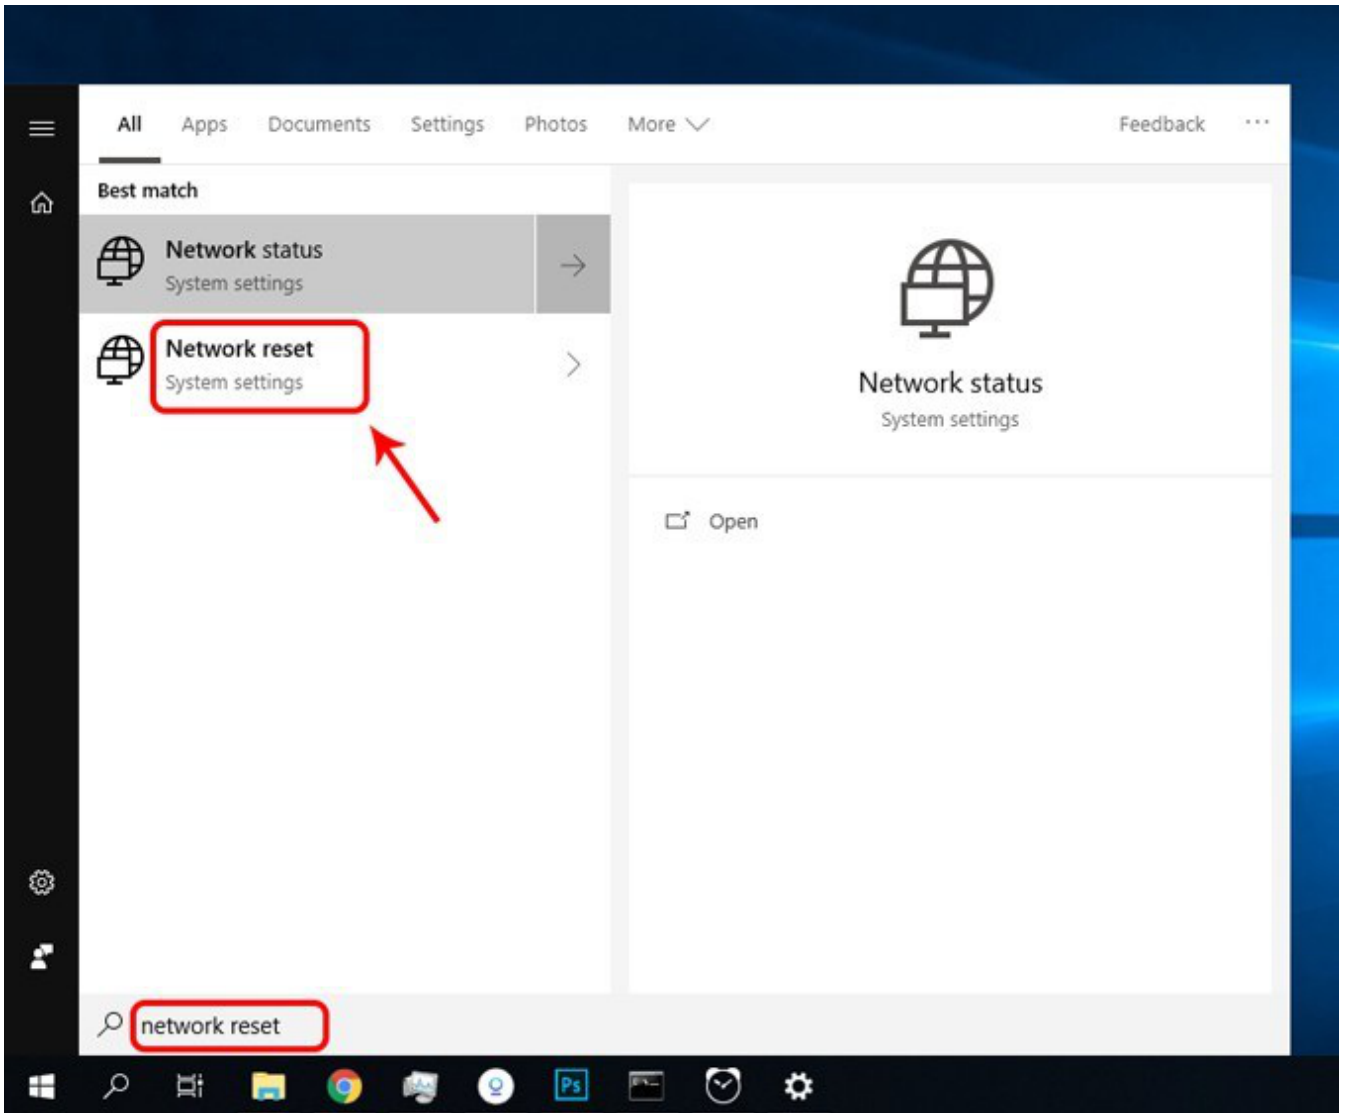 All Apps Documents Settings Photos More Feedback ...
Best match
Network status
System settings
Network reset
System settings
Network status
System settings
Open
network reset
Ps